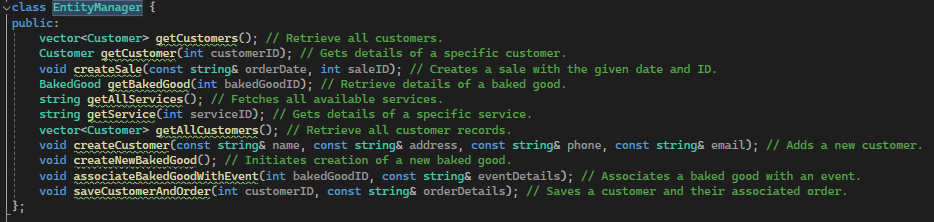 class EntityManager {
public:
    vector<Customer> getCustomers(); // Retrieve all customers.
    Customer getCustomer(int customerID); // Gets details of a specific customer.
    void createSale(const string& orderDate, int saleID); // Creates a sale with the given date and ID.
    BakedGood getBakedGood(int bakedGoodID); // Retrieve details of a baked good.
    string getAllServices(); // Fetches all available services.
    string getService(int serviceID); // Gets details of a specific service.
    vector<Customer> getAllCustomers(); // Retrieve all customer records.
    void createCustomer(const string& name, const string& address, const string& phone, const string& email); // Adds a new customer.
    void createNewBakedGood(); // Initiates creation of a new baked good.
    void associateBakedGoodWithEvent(int bakedGoodID, const string& eventDetails); // Associates a baked good with an event.
    void saveCustomerAndOrder(int customerID, const string& orderDetails); // Saves a customer and their associated order.
};